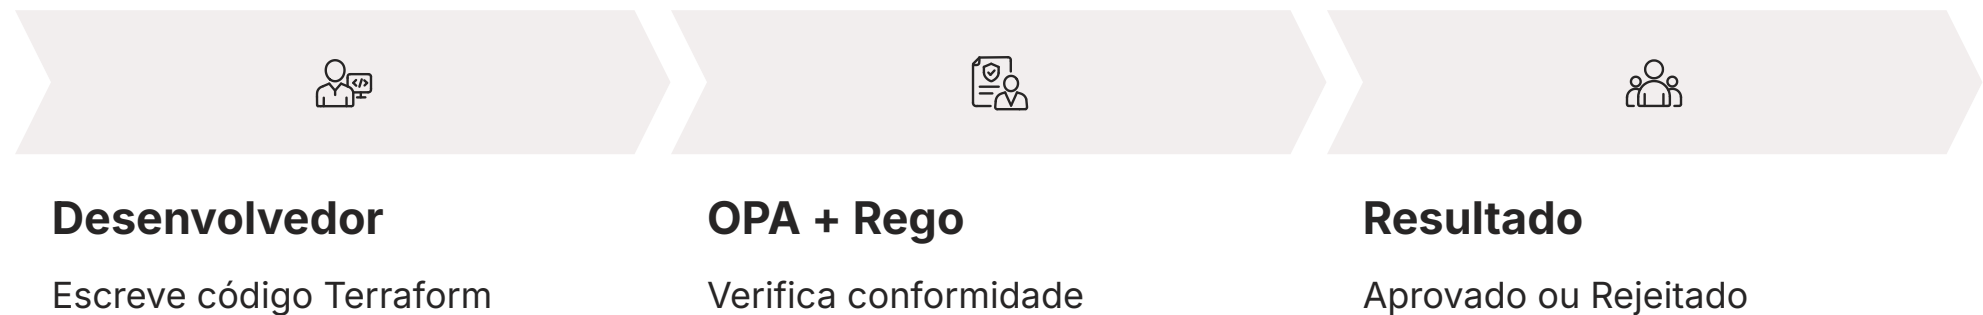 Desenvolvedor
Escreve código Terraform
OPA + Rego
Verifica conformidade
Resultado
Aprovado ou Rejeitado